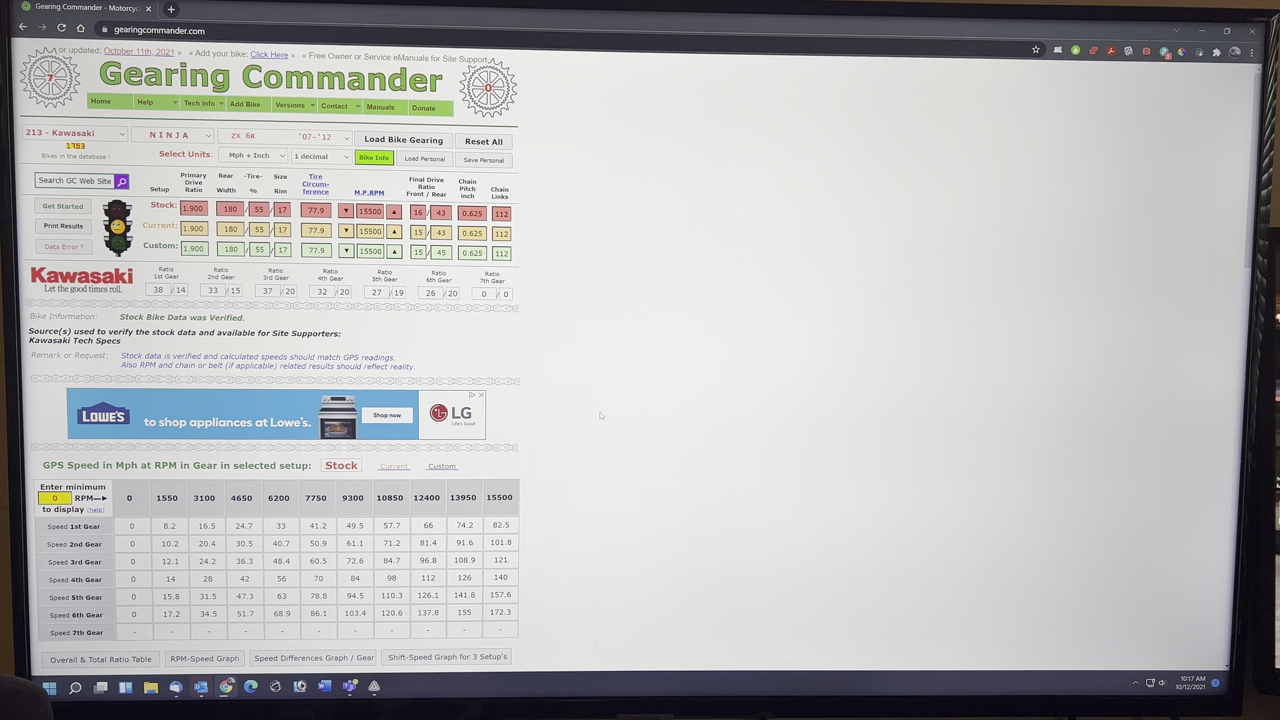 Gearing Commander - Motorcyc
gearingcommander.com
or updated: October 11th, 2021 » « Add your bike: Click Here » « Free Owner or Service eManuals for Site Support
7 Gearing Commander 0
Home Help Tech Info Add Bike Versions Contact Manuals Donate
213 - Kawasaki N I N J A ZX 6R '07-'12 Load Bike Gearing Reset All
1753
Bikes in the database !
Select Units: Mph + Inch 1 decimal Bike Info Load Personal Save Personal
Search GC Web Site
Setup Primary Drive Ratio Rear Width -Tire- % Size Rim Tire Circum- ference M.P.RPM Final Drive Ratio Front / Rear Chain Pitch inch Chain Links
Get Started
Stock: 1.900 180 / 55 / 17 77.9 ▼ 15500 ▲ 16 / 43 0.625 112
Print Results
Current: 1.900 180 / 55 / 17 77.9 ▼ 15500 ▲ 15 / 43 0.625 112
Data Error ?
Custom: 1.900 180 / 55 / 17 77.9 ▼ 15500 ▲ 15 / 45 0.625 112
Kawasaki
Let the good times roll.
Ratio 1st Gear Ratio 2nd Gear Ratio 3rd Gear Ratio 4th Gear Ratio 5th Gear Ratio 6th Gear Ratio 7th Gear
38 / 14 33 / 15 37 / 20 32 / 20 27 / 19 26 / 20 0 / 0
Bike Information: Stock Bike Data was Verified.
Source(s) used to verify the stock data and available for Site Supporters:
Kawasaki Tech Specs
Remark or Request: Stock data is verified and calculated speeds should match GPS readings.
Also RPM and chain or belt (if applicable) related results should reflect reality.
LOWE'S to shop appliances at Lowe's. Shop now LG
Life's Good
GPS Speed in Mph at RPM in Gear in selected setup: Stock Current Custom
Enter minimum
0 RPM 0 1550 3100 4650 6200 7750 9300 10850 12400 13950 15500
to display (help)
Speed 1st Gear 0 8.2 16.5 24.7 33 41.2 49.5 57.7 66 74.2 82.5
Speed 2nd Gear 0 10.2 20.4 30.5 40.7 50.9 61.1 71.2 81.4 91.6 101.8
Speed 3rd Gear 0 12.1 24.2 36.3 48.4 60.5 72.6 84.7 96.8 108.9 121
Speed 4th Gear 0 14 28 42 56 70 84 98 112 126 140
Speed 5th Gear 0 15.8 31.5 47.3 63 78.8 94.5 110.3 126.1 141.8 157.6
Speed 6th Gear 0 17.2 34.5 51.7 68.9 86.1 103.4 120.6 137.8 155 172.3
Speed 7th Gear - - - - - - - - - - -
Overall & Total Ratio Table RPM-Speed Graph Speed Differences Graph / Gear Shift-Speed Graph for 3 Setup's
10:17 AM
10/12/2021